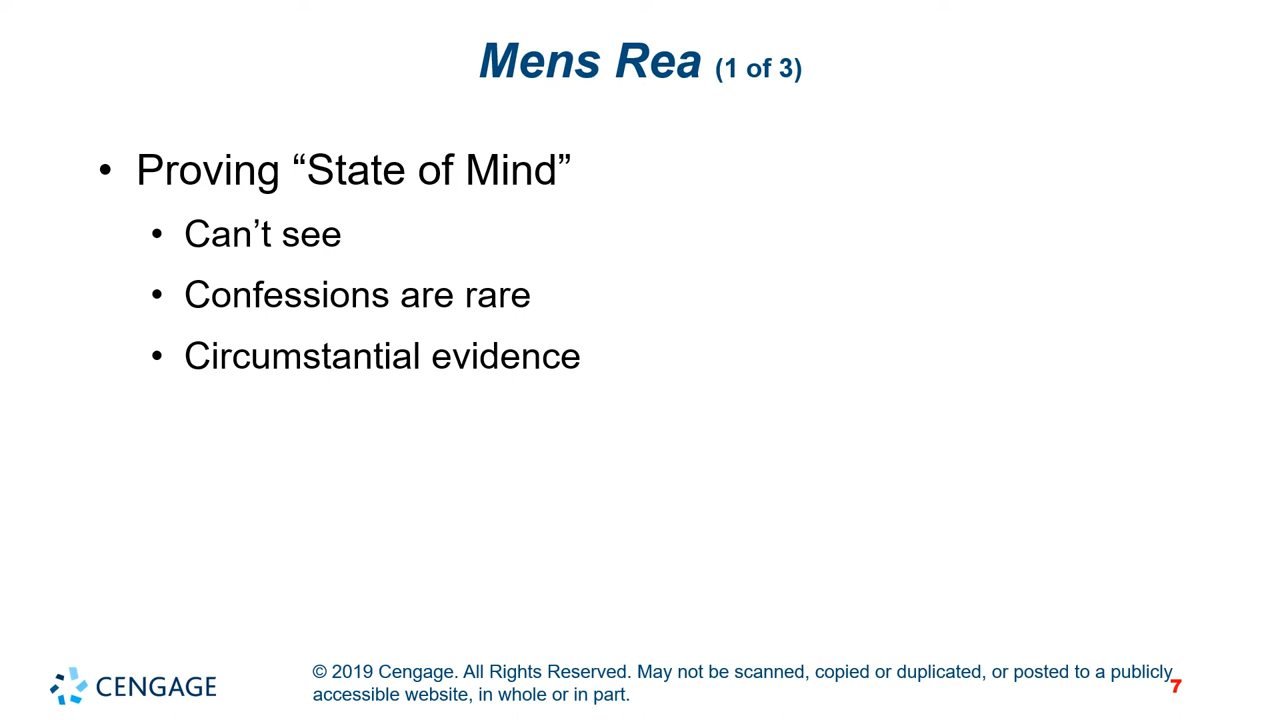 Mens Rea (1 of 3)
• Proving “State of Mind”
• Can’t see
• Confessions are rare
• Circumstantial evidence
CENGAGE
© 2019 Cengage. All Rights Reserved. May not be scanned, copied or duplicated, or posted to a publicly
accessible website, in whole or in part.
7